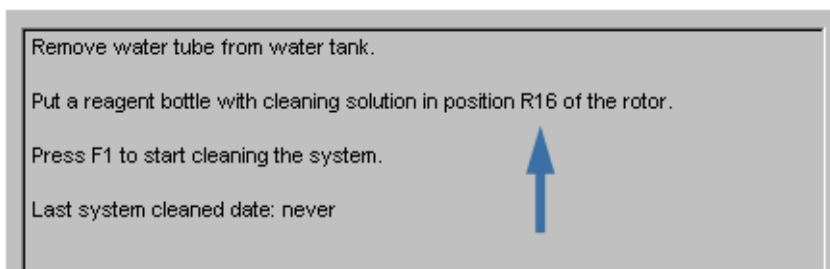 Remove water tube from water tank.
Put a reagent bottle with cleaning solution in position R16 of the rotor.
Press F1 to start cleaning the system.
Last system cleaned date: never